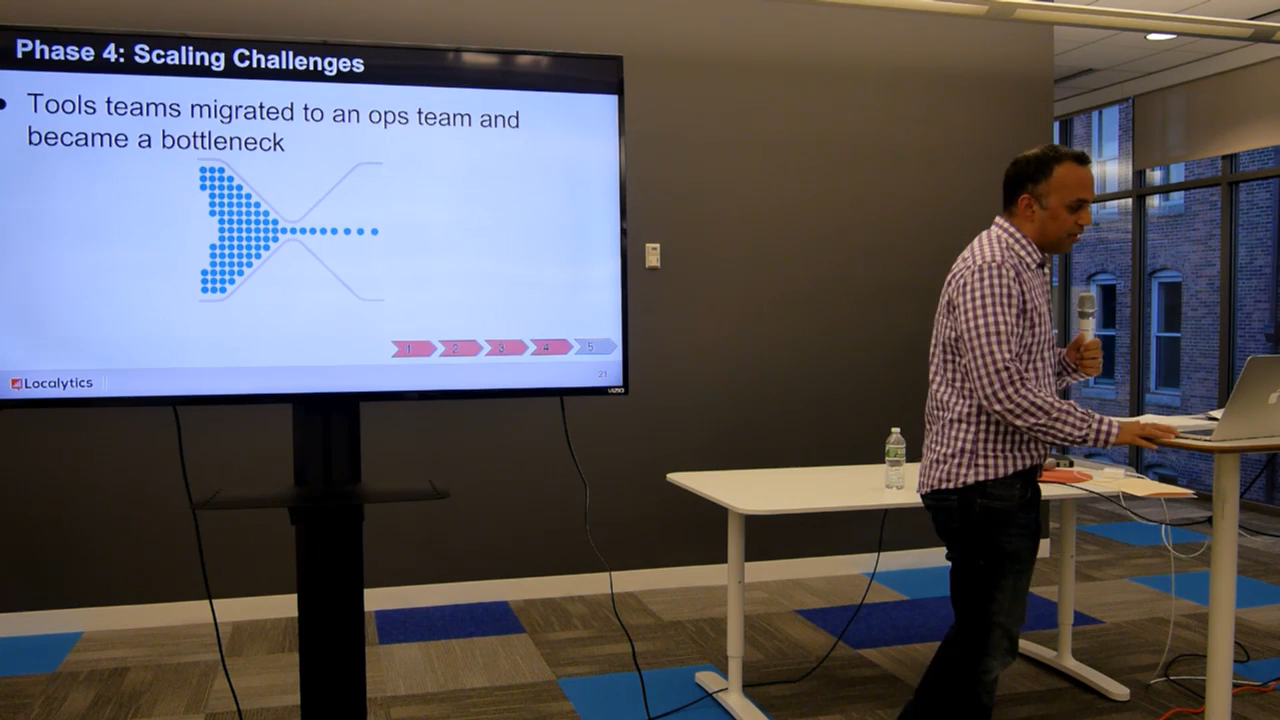 Phase 4: Scaling Challenges
Tools teams migrated to an ops team and
became a bottleneck
1 2 3 4 5
Localytics
21
VIZIO